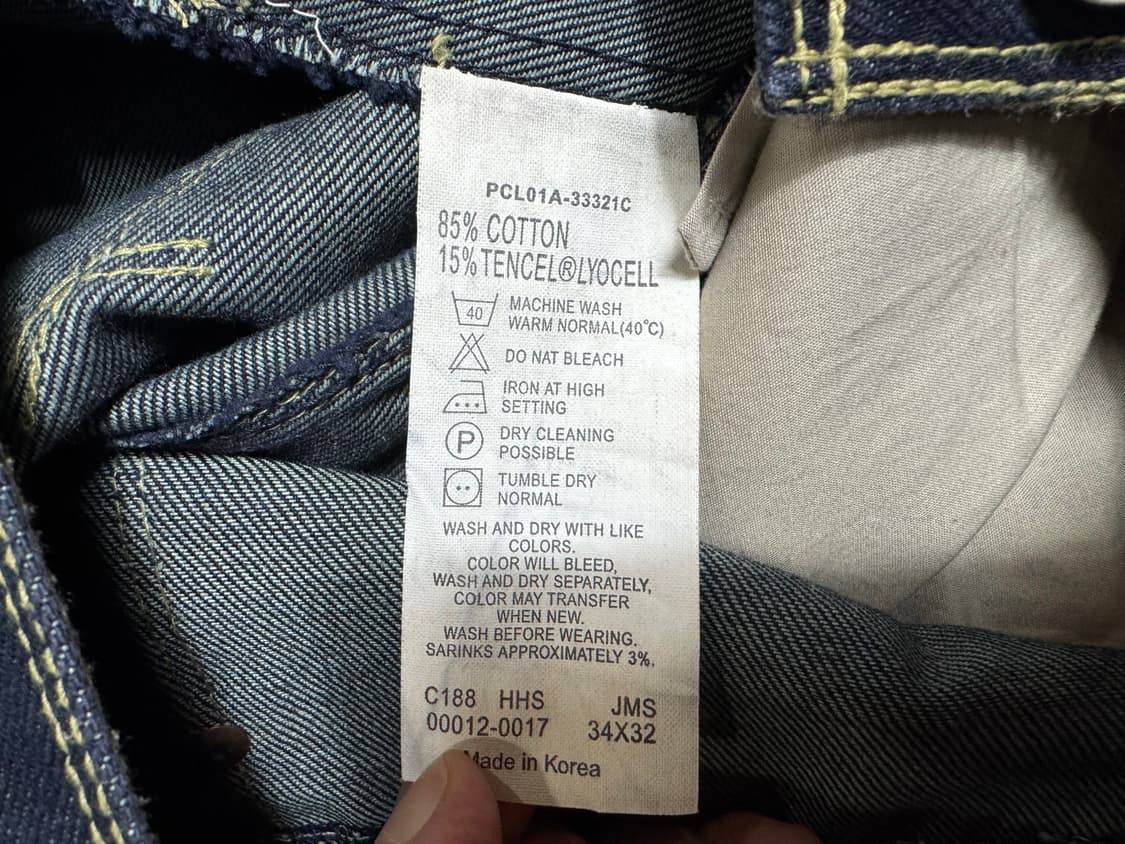 PCL01A-33321C
85% COTTON
15% TENCEL®LYOCELL
40
MACHINE WASH
WARM NORMAL(40°C)
DO NAT BLEACH
IRON AT HIGH
SETTING
P
DRY CLEANING
POSSIBLE
TUMBLE DRY
NORMAL
WASH AND DRY WITH LIKE
COLORS.
COLOR WILL BLEED,
WASH AND DRY SEPARATELY,
COLOR MAY TRANSFER
WHEN NEW.
WASH BEFORE WEARING.
SARINKS APPROXIMATELY 3%.
C188 HHS JMS
00012-0017 34X32
Made in Korea